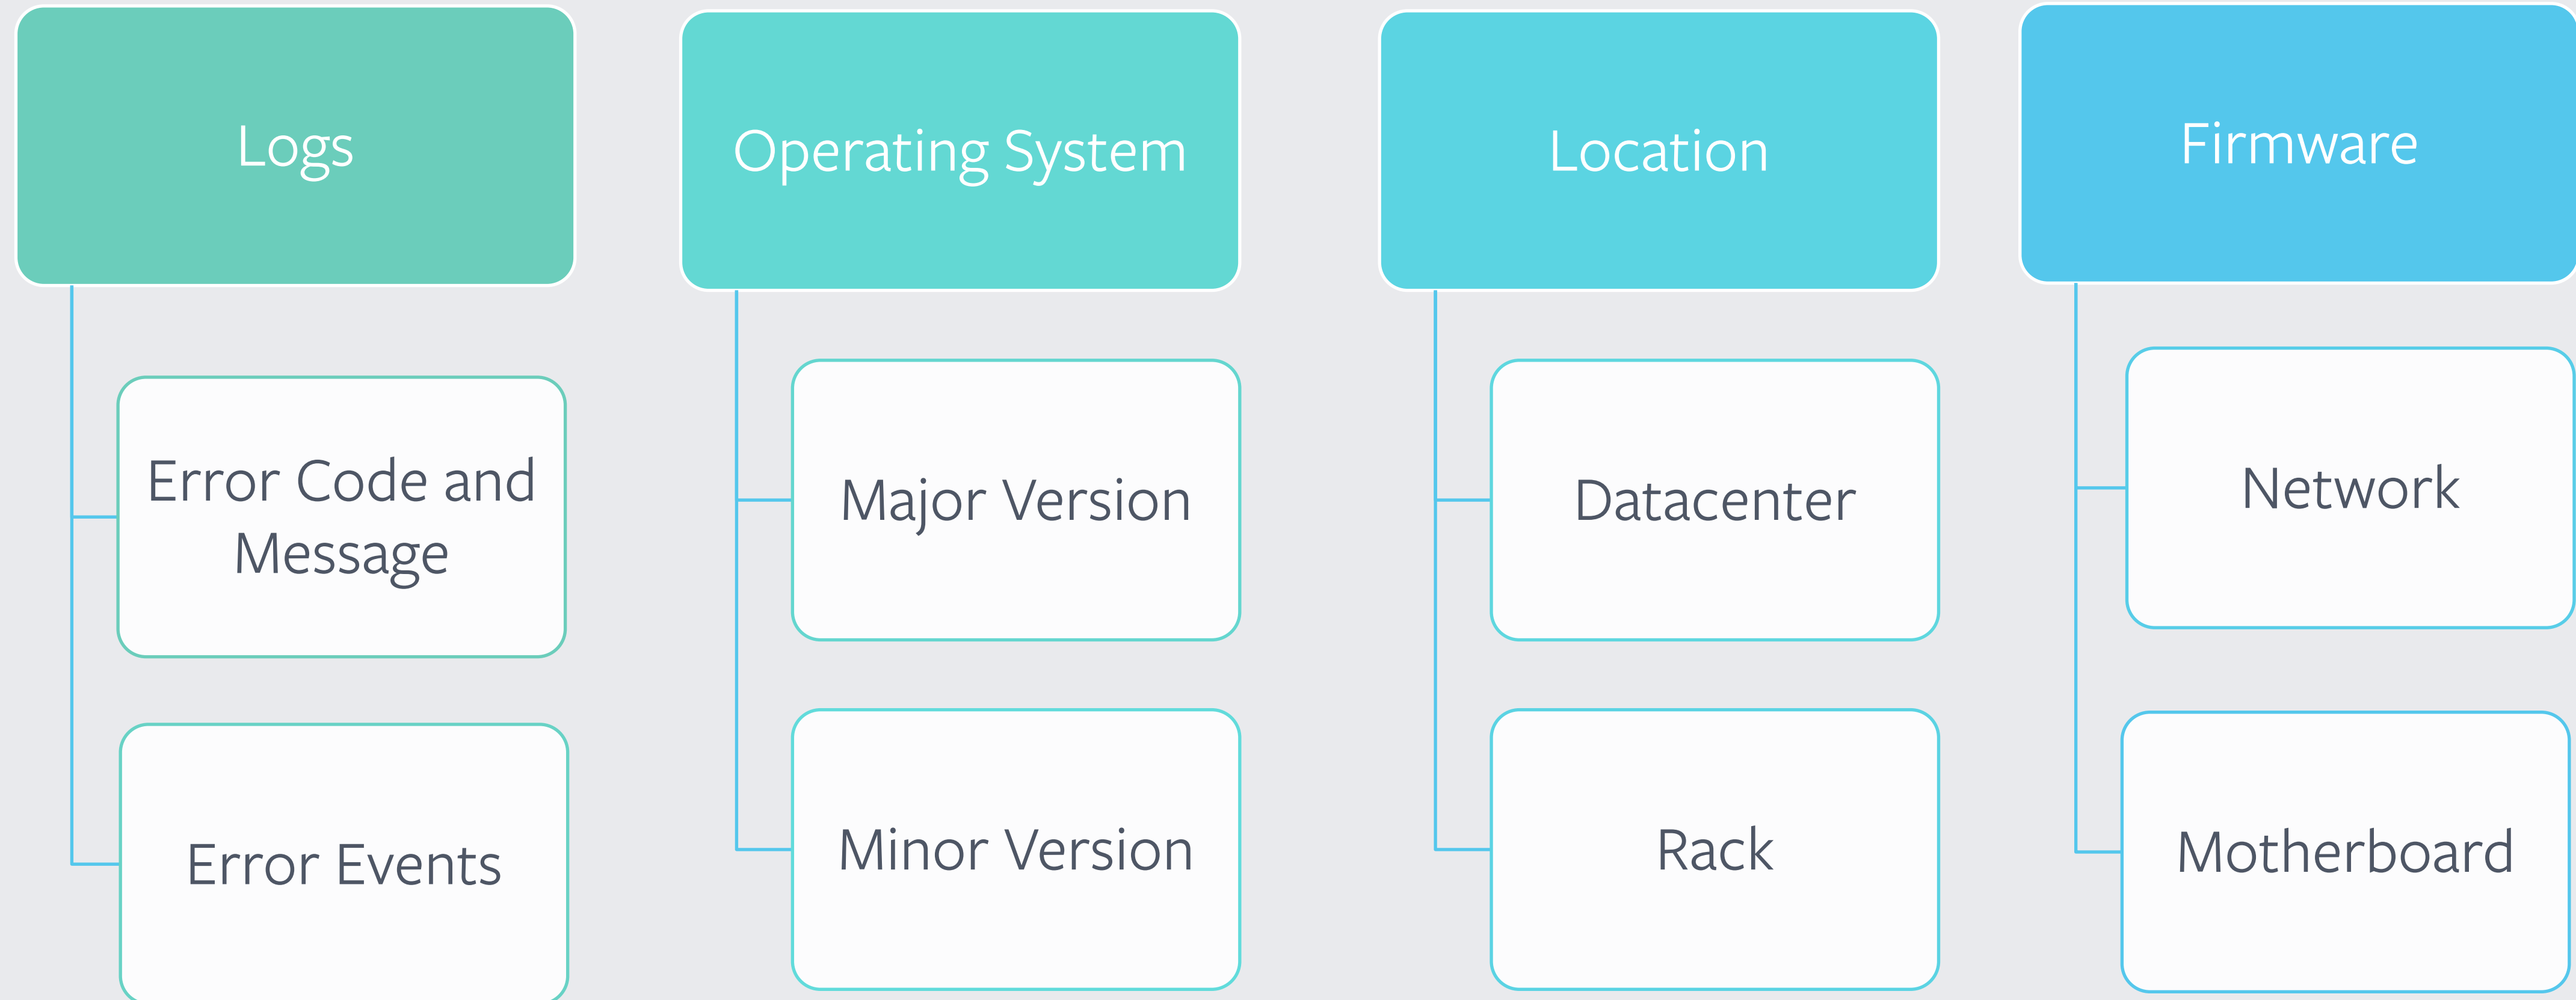 Logs
Error Code and
Message
Error Events
Operating System
Major Version
Minor Version
Location
Datacenter
Rack
Firmware
Network
Motherboard